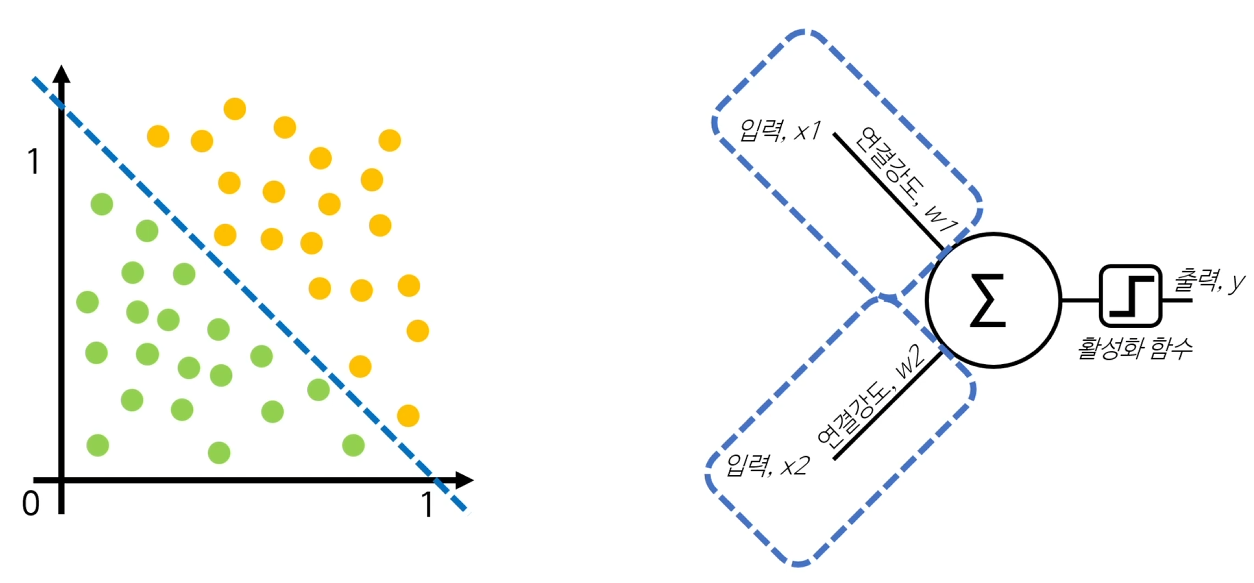 1
0
1
입력, x1
연결강도, w1
Σ
출력, y
활성화 함수
연결강도, w2
입력, x2